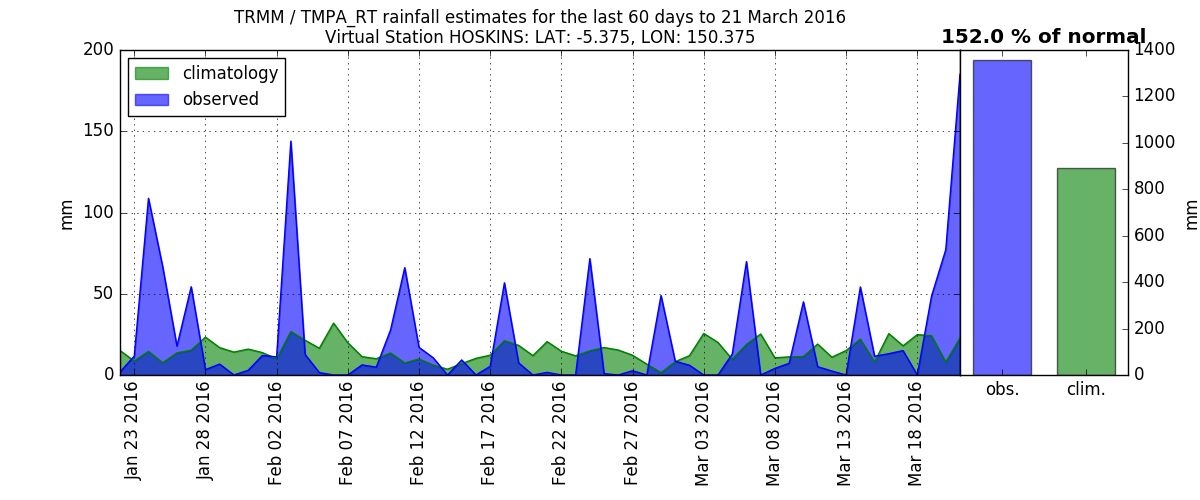 TRMM / TMPA_RT rainfall estimates for the last 60 days to 21 March 2016
Virtual Station HOSKINS: LAT: -5.375, LON: 150.375
152.0 % of normal
climatology
observed
mm
200
150
100
50
0
Jan 23 2016
Jan 28 2016
Feb 02 2016
Feb 07 2016
Feb 12 2016
Feb 17 2016
Feb 22 2016
Feb 27 2016
Mar 03 2016
Mar 08 2016
Mar 13 2016
Mar 18 2016
1400
1200
1000
800
600
400
200
0
mm
obs.
clim.